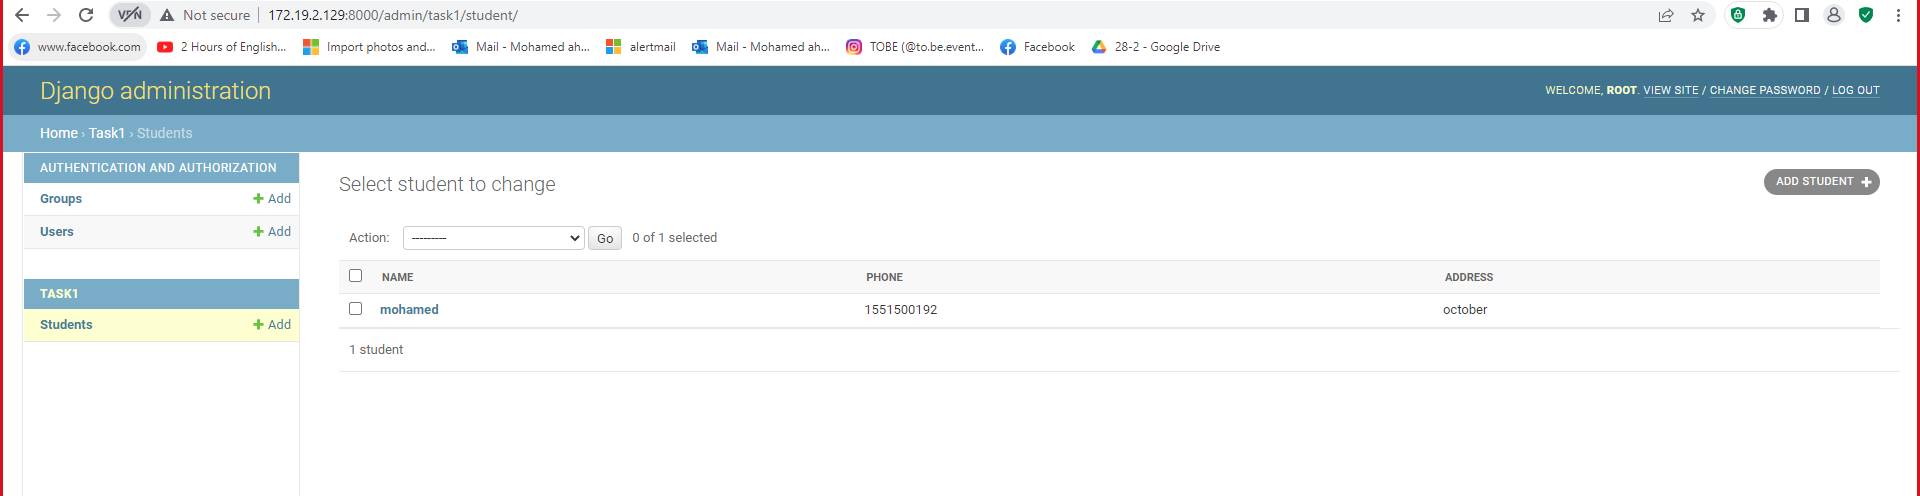 VPN Not secure 172.19.2.129:8000/admin/task1/student/
www.facebook.com 2 Hours of English... Import photos and... Mail - Mohamed ah... alertmail Mail - Mohamed ah... TOBE (@to.be.event... Facebook 28-2 - Google Drive
Django administration
WELCOME, ROOT. VIEW SITE / CHANGE PASSWORD / LOG OUT
Home › Task1 › Students
AUTHENTICATION AND AUTHORIZATION
Groups + Add
Users + Add
TASK1
Students + Add
Select student to change
ADD STUDENT +
Action: --------- Go 0 of 1 selected
NAME PHONE ADDRESS
mohamed 1551500192 october
1 student